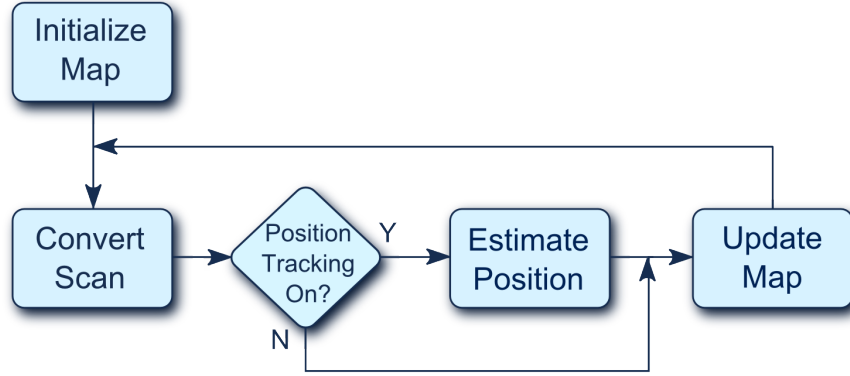 Initialize
Map
Convert
Scan
Position
Tracking
On?
Y
N
Estimate
Position
Update
Map